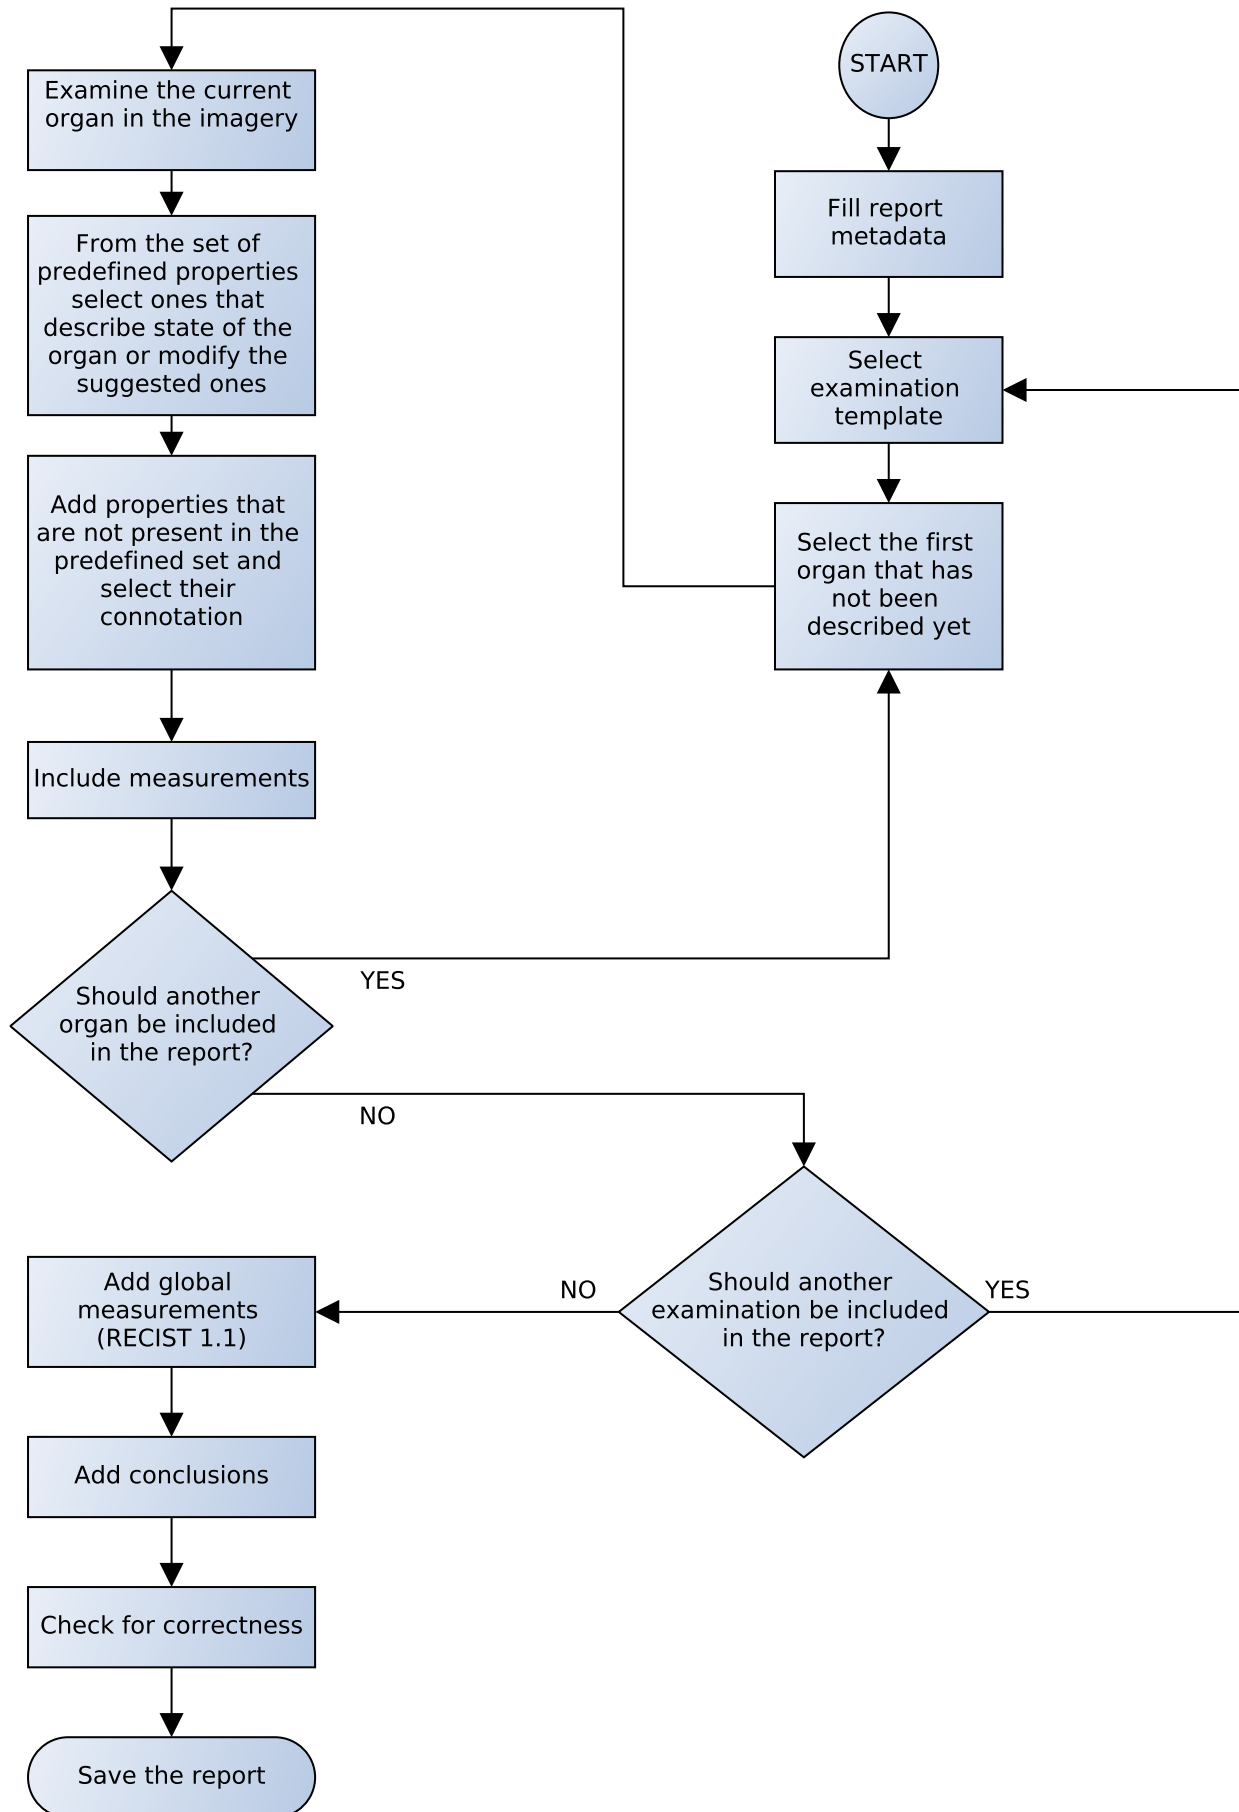 START
Fill report
metadata
Select
examination
template
Select the first
organ that has
not been
described yet
Examine the current
organ in the imagery
From the set of
predefined properties
select ones that
describe state of the
organ or modify the
suggested ones
Add properties that
are not present in the
predefined set and
select their
connotation
Include measurements
Should another
organ be included
in the report?
YES
NO
Should another
examination be included
in the report?
YES
NO
Add global
measurements
(RECIST 1.1)
Add conclusions
Check for correctness
Save the report